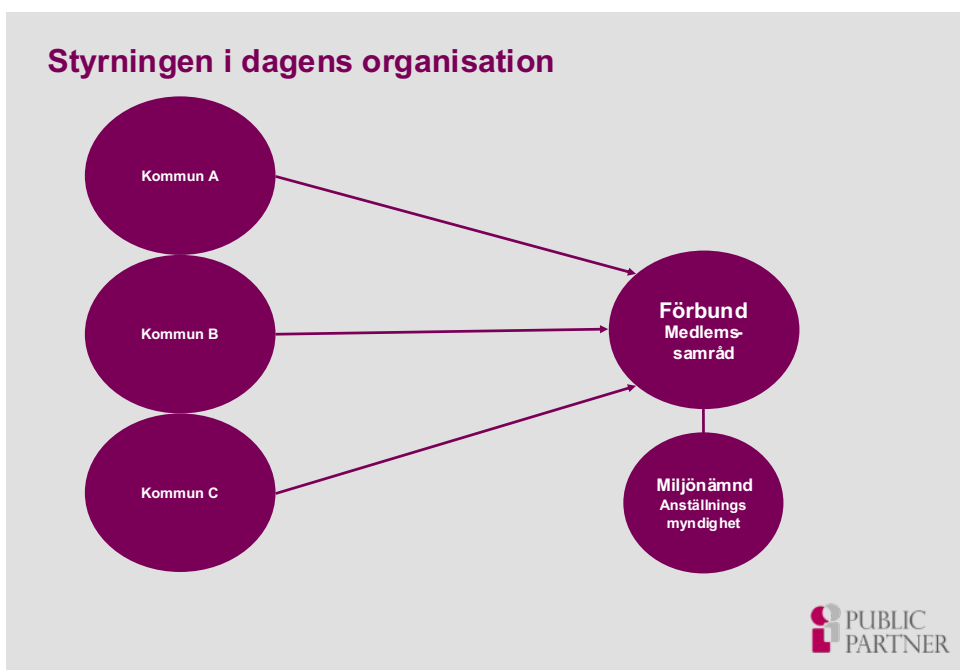 Styrningen i dagens organisation
Kommun A
Kommun B
Kommun C
Förbund
Medlems-
samråd
Miljönämnd
Anställnings
myndighet
PUBLIC
PARTNER